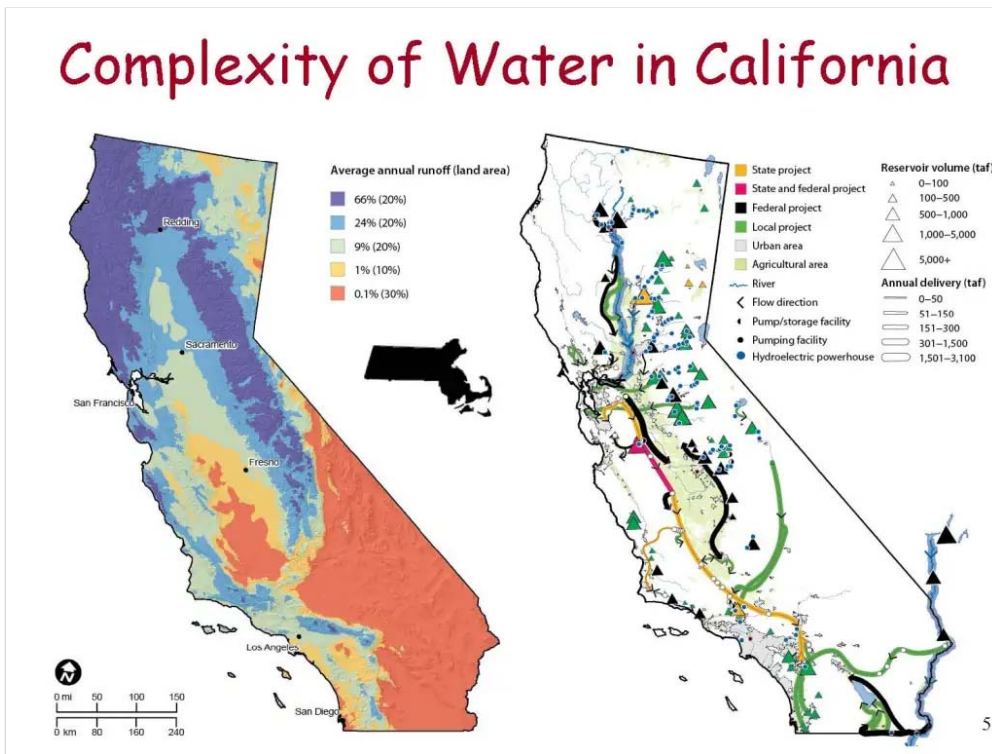 Complexity of Water in California
Average annual runoff (land area)
66% (20%)
24% (20%)
9% (20%)
1% (10%)
0.1% (30%)
Redding
Sacramento
San Francisco
Fresno
Los Angeles
San Diego
N
0 mi 50 100 150
0 km 80 160 240
State project
State and federal project
Federal project
Local project
Urban area
Agricultural area
River
Flow direction
Pump/storage facility
Pumping facility
Hydroelectric powerhouse
Reservoir volume (taf)
0–100
100–500
500–1,000
1,000–5,000
5,000+
Annual delivery (taf)
0–50
51–150
151–300
301–1,500
1,501–3,100
5